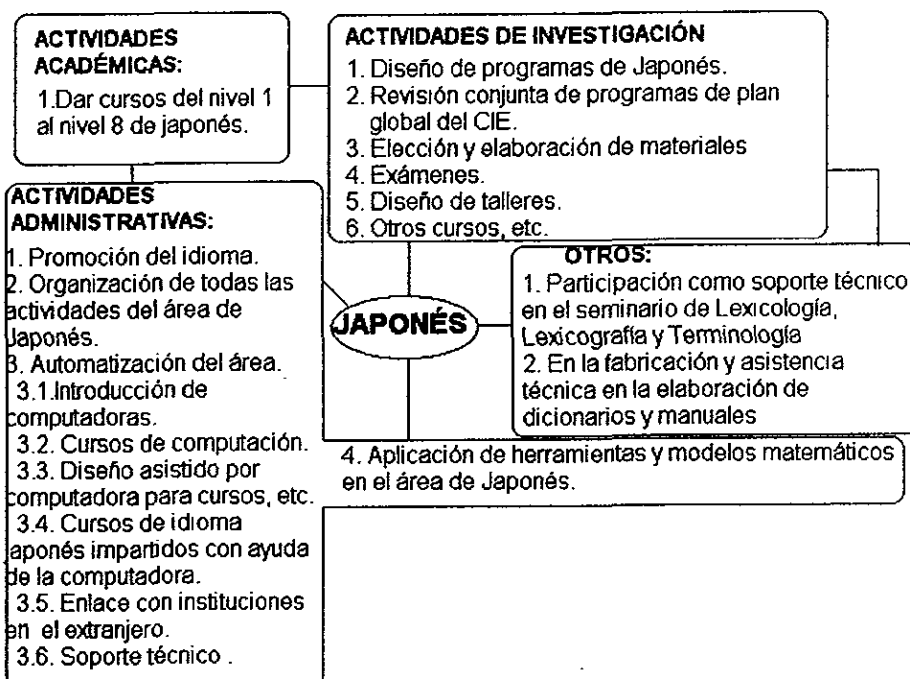 ACTIVIDADES
ACADÉMICAS:
1.Dar cursos del nivel 1
al nivel 8 de japonés.
ACTIVIDADES DE INVESTIGACIÓN
1. Diseño de programas de Japonés.
2. Revisión conjunta de programas de plan
global del CIE.
3. Elección y elaboración de materiales
4. Exámenes.
5. Diseño de talleres.
6. Otros cursos, etc.
ACTIVIDADES
ADMINISTRATIVAS:
1. Promoción del idioma.
2. Organización de todas las
actividades del área de
Japonés.
3. Automatización del área.
3.1.Introducción de
computadoras.
3.2. Cursos de computación.
3.3. Diseño asistido por
computadora para cursos, etc.
3.4. Cursos de idioma
japonés impartidos con ayuda
de la computadora.
3.5. Enlace con instituciones
en el extranjero.
3.6. Soporte técnico .
JAPONÉS
OTROS:
1. Participación como soporte técnico
en el seminario de Lexicología,
Lexicografía y Terminología
2. En la fabricación y asistencia
técnica en la elaboración de
dicionarios y manuales
4. Aplicación de herramientas y modelos matemáticos
en el área de Japonés.